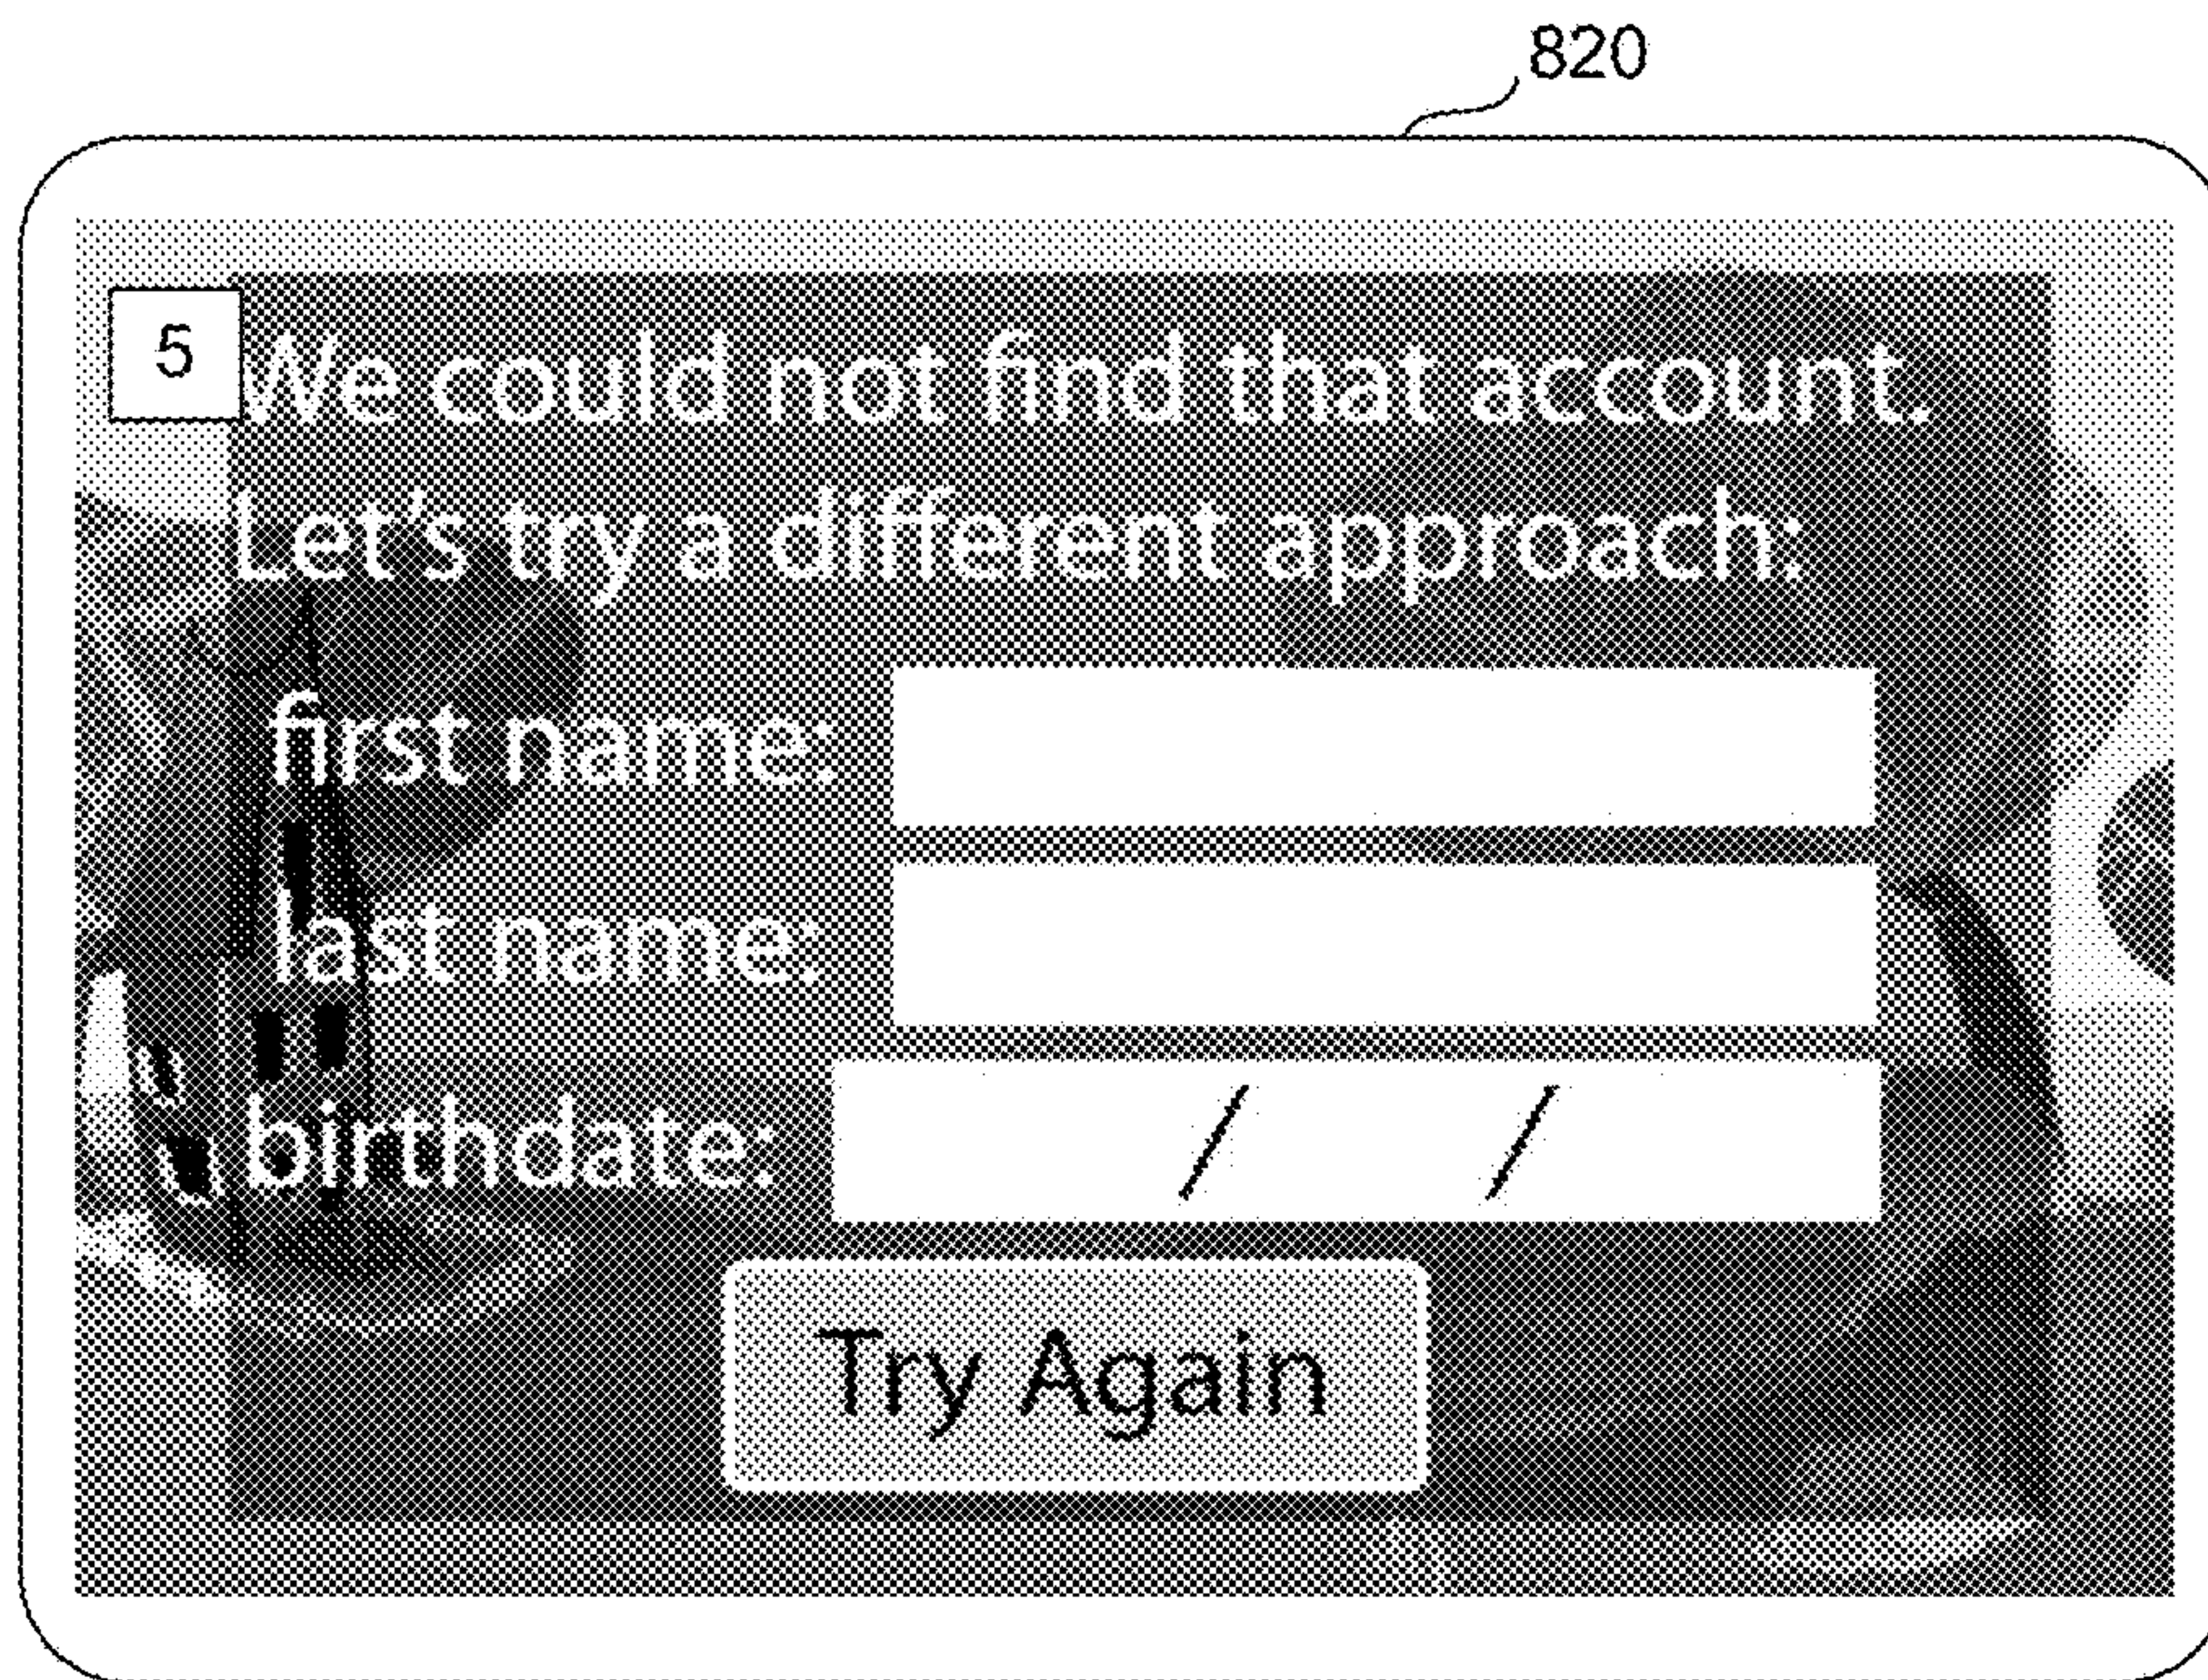 820
5
We could not find that account.
Let's try a different approach:
first name:
last name:
birthdate: / /
Try Again